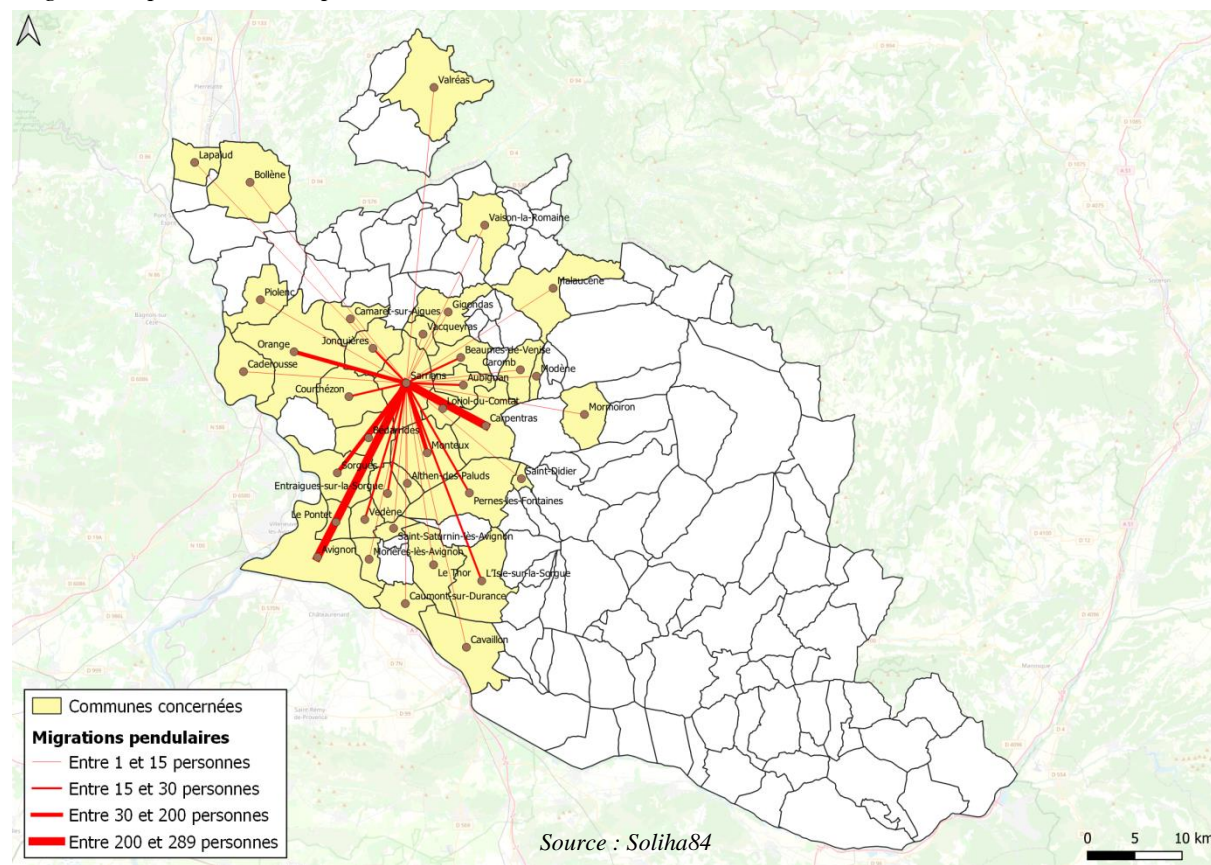 Valréas
Lapalud
Bollène
Vaison-la-Romaine
Malaucène
Piolenc
Camaret-sur-Aigues
Gigondas
Vacqueyras
Jonquières
Orange
Beaumes-de-Venise
Caromb
Caderousse
Sarrians
Modène
Aubignan
Courthézon
Loriol-du-Comtat
Mormoiron
Carpentras
Bédarrides
Monteux
Sorgues
Saint-Didier
Althen-des-Paluds
Entraigues-sur-la-Sorgue
Pernes-les-Fontaines
Le Pontet
Vedène
Saint-Saturnin-lès-Avignon
Avignon
Morières-lès-Avignon
Le Thor
L'Isle-sur-la-Sorgue
Caumont-sur-Durance
Châteaurenard
Cavaillon
Manosque
Communes concernées
Migrations pendulaires
Entre 1 et 15 personnes
Entre 15 et 30 personnes
Entre 30 et 200 personnes
Entre 200 et 289 personnes
Source : Soliha84
0 5 10 km